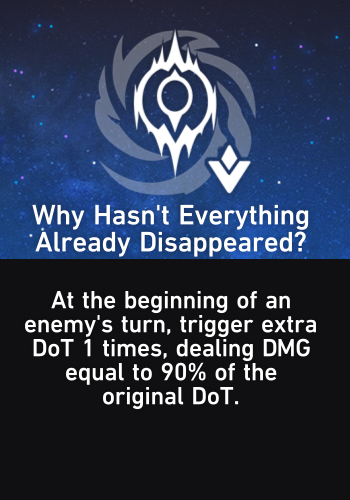 Why Hasn't Everything
Already Disappeared?
At the beginning of an
enemy's turn, trigger extra
DoT 1 times, dealing DMG
equal to 90% of the
original DoT.